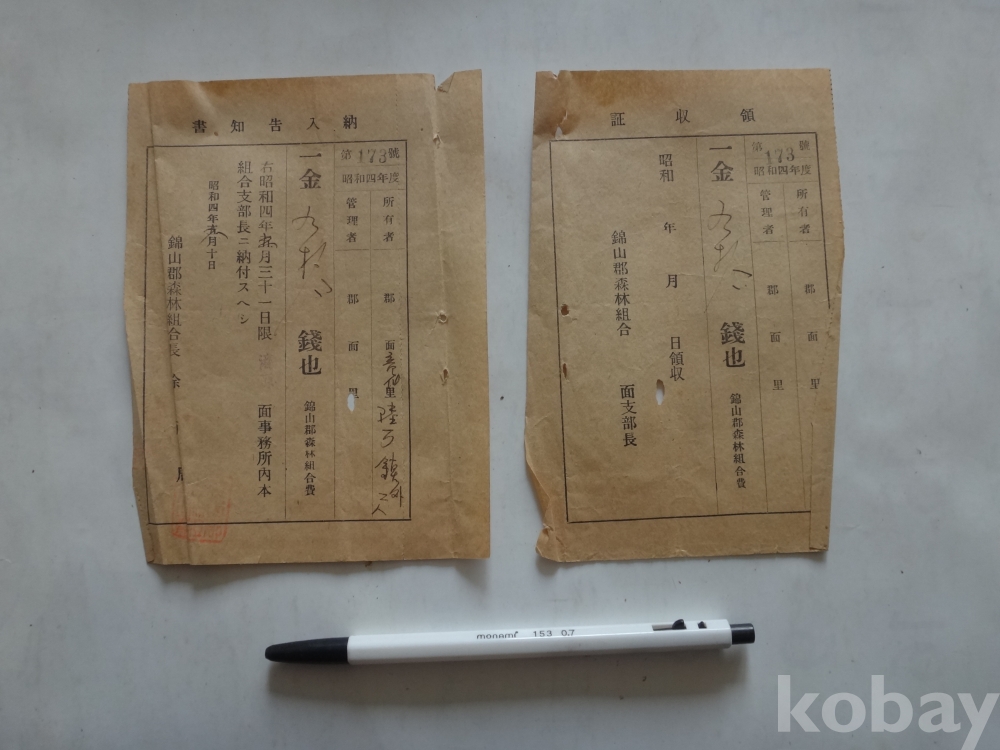 納入告知書
第173號
昭和四年度
所有者 郡 面 里
管理者 郡 面 里
一金 錢也 錦山郡森林組合費
右昭和四年五月三十一日限 面事務所內本
組合支部長ニ納付スヘシ
昭和四年五月十日
錦山郡森林組合長
領収証
第173號
昭和四年度
所有者 郡 面 里
管理者 郡 面 里
一金 錢也 錦山郡森林組合費
昭和 年 月 日領収
錦山郡森林組合 面支部長
monami 153 0.7
kobay